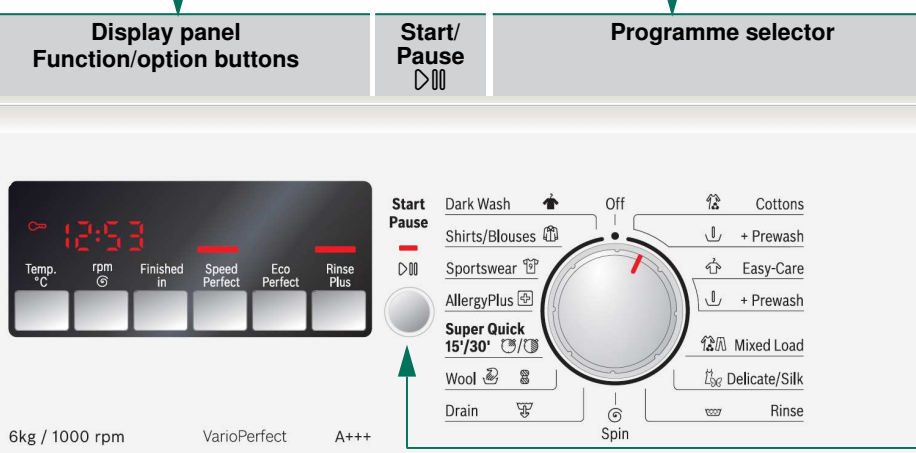 Display panel
Function/option buttons
Start/
Pause
Programme selector
12:53
Temp.
°C
rpm
Finished
in
Speed
Perfect
Eco
Perfect
Rinse
Plus
Start
Pause
Dark Wash
Shirts/Blouses
Sportswear
AllergyPlus
Super Quick
15'/30'
Wool
Drain
Off
Spin
Cottons
+ Prewash
Easy-Care
+ Prewash
Mixed Load
Delicate/Silk
Rinse
6kg / 1000 rpm
VarioPerfect
A+++